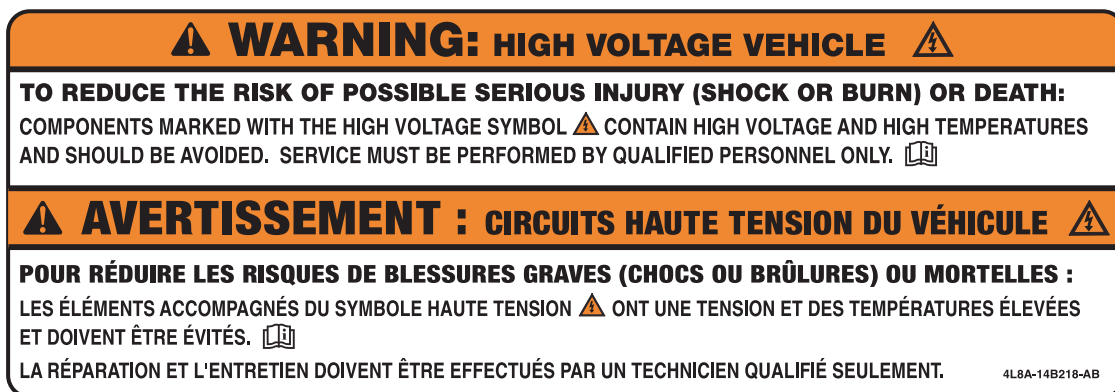 WARNING: HIGH VOLTAGE VEHICLE
TO REDUCE THE RISK OF POSSIBLE SERIOUS INJURY (SHOCK OR BURN) OR DEATH:
COMPONENTS MARKED WITH THE HIGH VOLTAGE SYMBOL CONTAIN HIGH VOLTAGE AND HIGH TEMPERATURES
AND SHOULD BE AVOIDED. SERVICE MUST BE PERFORMED BY QUALIFIED PERSONNEL ONLY.
AVERTISSEMENT : CIRCUITS HAUTE TENSION DU VÉHICULE
POUR RÉDUIRE LES RISQUES DE BLESSURES GRAVES (CHOCS OU BRÛLURES) OU MORTELLES :
LES ÉLÉMENTS ACCOMPAGNÉS DU SYMBOLE HAUTE TENSION ONT UNE TENSION ET DES TEMPÉRATURES ÉLEVÉES
ET DOIVENT ÊTRE ÉVITÉS.
LA RÉPARATION ET L'ENTRETIEN DOIVENT ÊTRE EFFECTUÉS PAR UN TECHNICIEN QUALIFIÉ SEULEMENT.
4L8A-14B218-AB